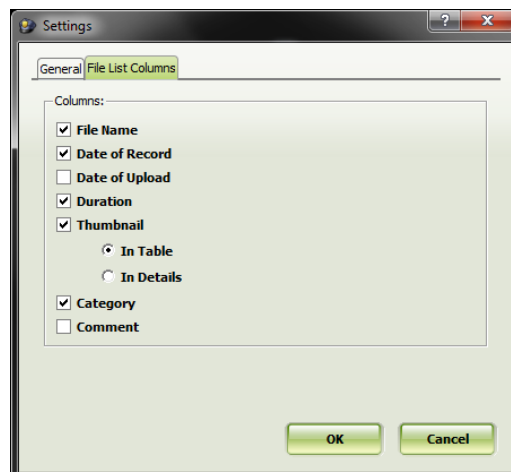 Settings
?
General File List Columns
Columns:
File Name
Date of Record
Date of Upload
Duration
Thumbnail
In Table
In Details
Category
Comment
OK Cancel